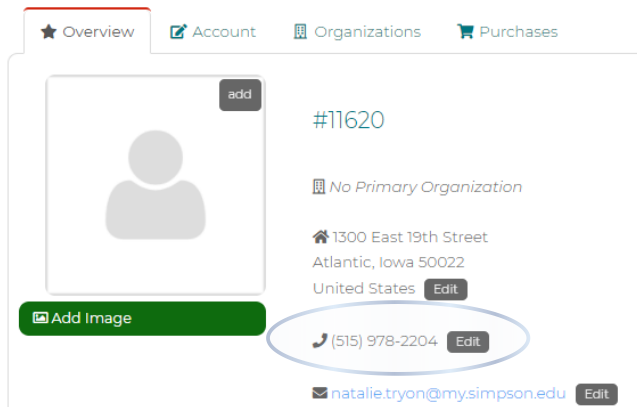 Overview Account Organizations Purchases
add
#11620
No Primary Organization
1300 East 19th Street
Atlantic, Iowa 50022
United States Edit
Add Image
(515) 978-2204 Edit
natalie.tryon@my.simpson.edu Edit